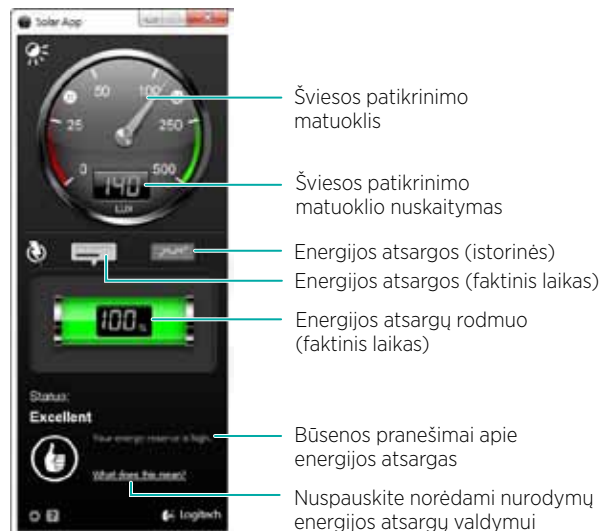 Solar App
50
100
25
250
0
500
140
LUX
100 %
Status:
Excellent
Your energy reserve is high.
What does this mean?
Logitech
Šviesos patikrinimo
matuoklis
Šviesos patikrinimo
matuoklio nuskaitymas
Energijos atsargos (istorinės)
Energijos atsargos (faktinis laikas)
Energijos atsargų rodmuo
(faktinis laikas)
Būsenos pranešimai apie
energijos atsargas
Nuspauskite norėdami nurodymų
energijos atsargų valdymui